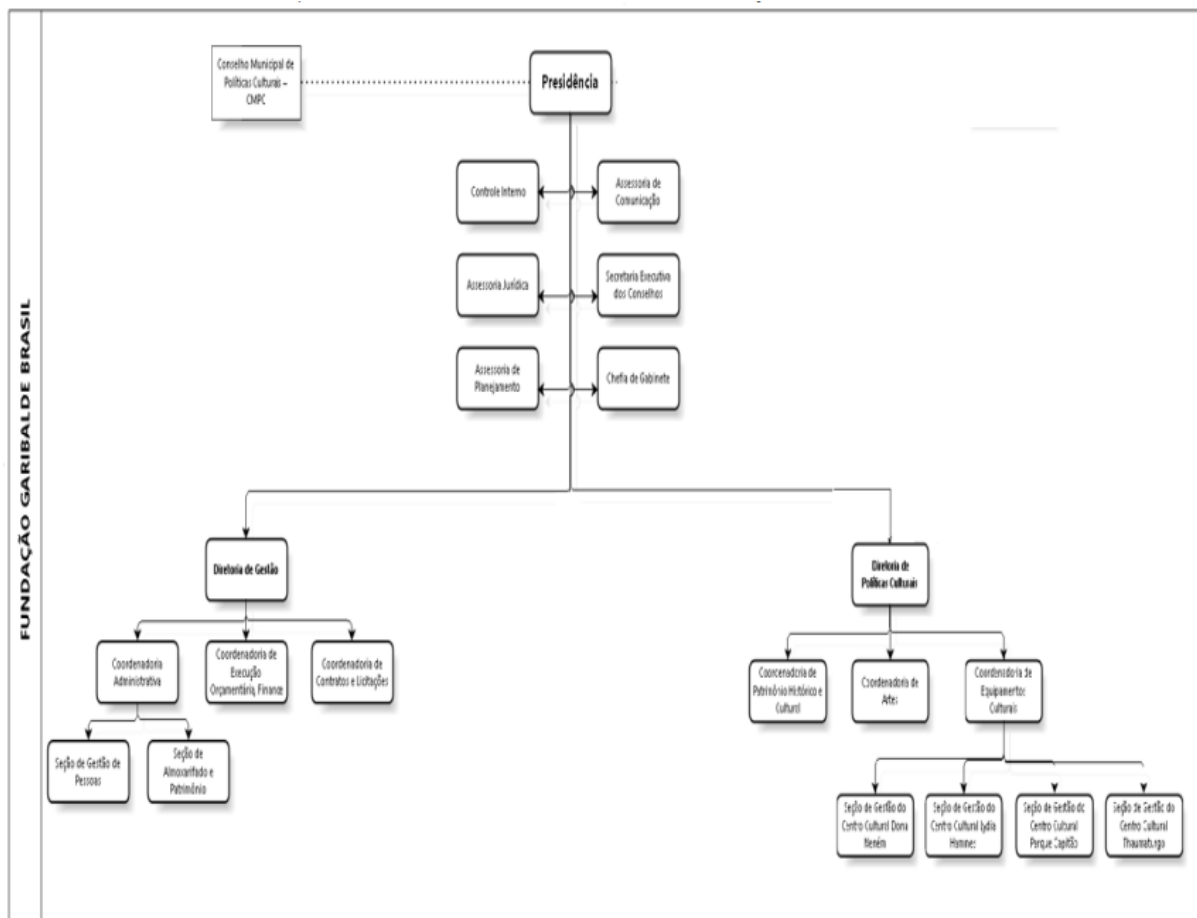 FUNDAÇÃO GARIBALDE BRASIL
Conselho Municipal de
Políticas Culturais –
CMPC
Presidência
Controle Interno
Assessoria de
Comunicação
Assessoria Jurídica
Secretaria Executiva
dos Conselhos
Assessoria de
Planejamento
Chefia de Gabinete
Diretoria de Gestão
Diretoria de
Políticas Culturais
Coordenadoria
Administrativa
Coordenadoria de
Execução
Orçamentária, Finance
Coordenadoria de
Contratos e Licitações
Coordenadoria de
Patrimônio Histórico e
Cultural
Coordenadoria de
Artes
Coordenadoria de
Equipamentos
Culturais
Seção de Gestão de
Pessoas
Seção de
Almoxarifado e
Patrimônio
Seção de Gestão do
Centro Cultural Dona
Neném
Seção de Gestão do
Centro Cultural Lydia
Seção de Gestão do
Centro Cultural
Parque Capitão
Seção de Gestão do
Centro Cultural
Thaumaturgo